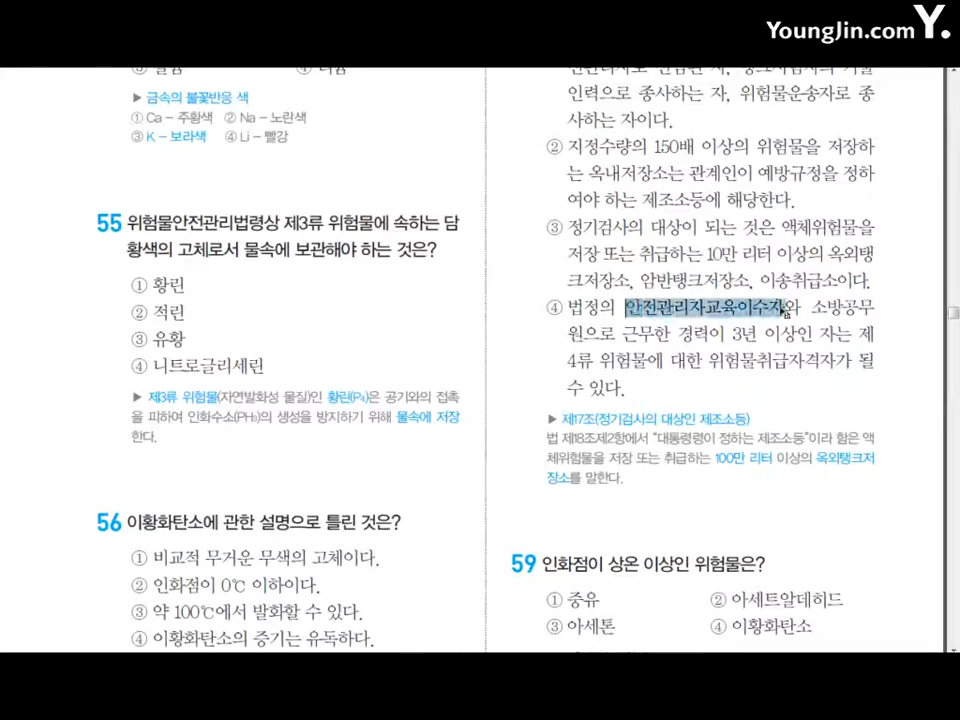 YoungJin.com Y.
▶ 금속의 불꽃반응 색
① Ca – 주황색 ② Na – 노란색
③ K – 보라색 ④ Li – 빨강
55 위험물안전관리법령상 제3류 위험물에 속하는 담
황색의 고체로서 물속에 보관해야 하는 것은?
① 황린
② 적린
③ 유황
④ 니트로글리세린
▶ 제3류 위험물(자연발화성 물질)인 황린(P₄)은 공기와의 접촉
을 피하여 인화수소(PH₃)의 생성을 방지하기 위해 물속에 저장
한다.
56 이황화탄소에 관한 설명으로 틀린 것은?
① 비교적 무거운 무색의 고체이다.
② 인화점이 0℃ 이하이다.
③ 약 100℃에서 발화할 수 있다.
④ 이황화탄소의 증기는 유독하다.
인력으로 종사하는 자, 위험물운송자로 종
사하는 자이다.
② 지정수량의 150배 이상의 위험물을 저장하
는 옥내저장소는 관계인이 예방규정을 정하
여야 하는 제조소등에 해당한다.
③ 정기검사의 대상이 되는 것은 액체위험물을
저장 또는 취급하는 10만 리터 이상의 옥외탱
크저장소, 암반탱크저장소, 이송취급소이다.
④ 법정의 안전관리자교육이수자와 소방공무
원으로 근무한 경력이 3년 이상인 자는 제
4류 위험물에 대한 위험물취급자격자가 될
수 있다.
▶ 제17조(정기검사의 대상인 제조소등)
법 제18조제2항에서 “대통령령이 정하는 제조소등”이라 함은 액
체위험물을 저장 또는 취급하는 100만 리터 이상의 옥외탱크저
장소를 말한다.
59 인화점이 상온 이상인 위험물은?
① 중유 ② 아세트알데히드
③ 아세톤 ④ 이황화탄소